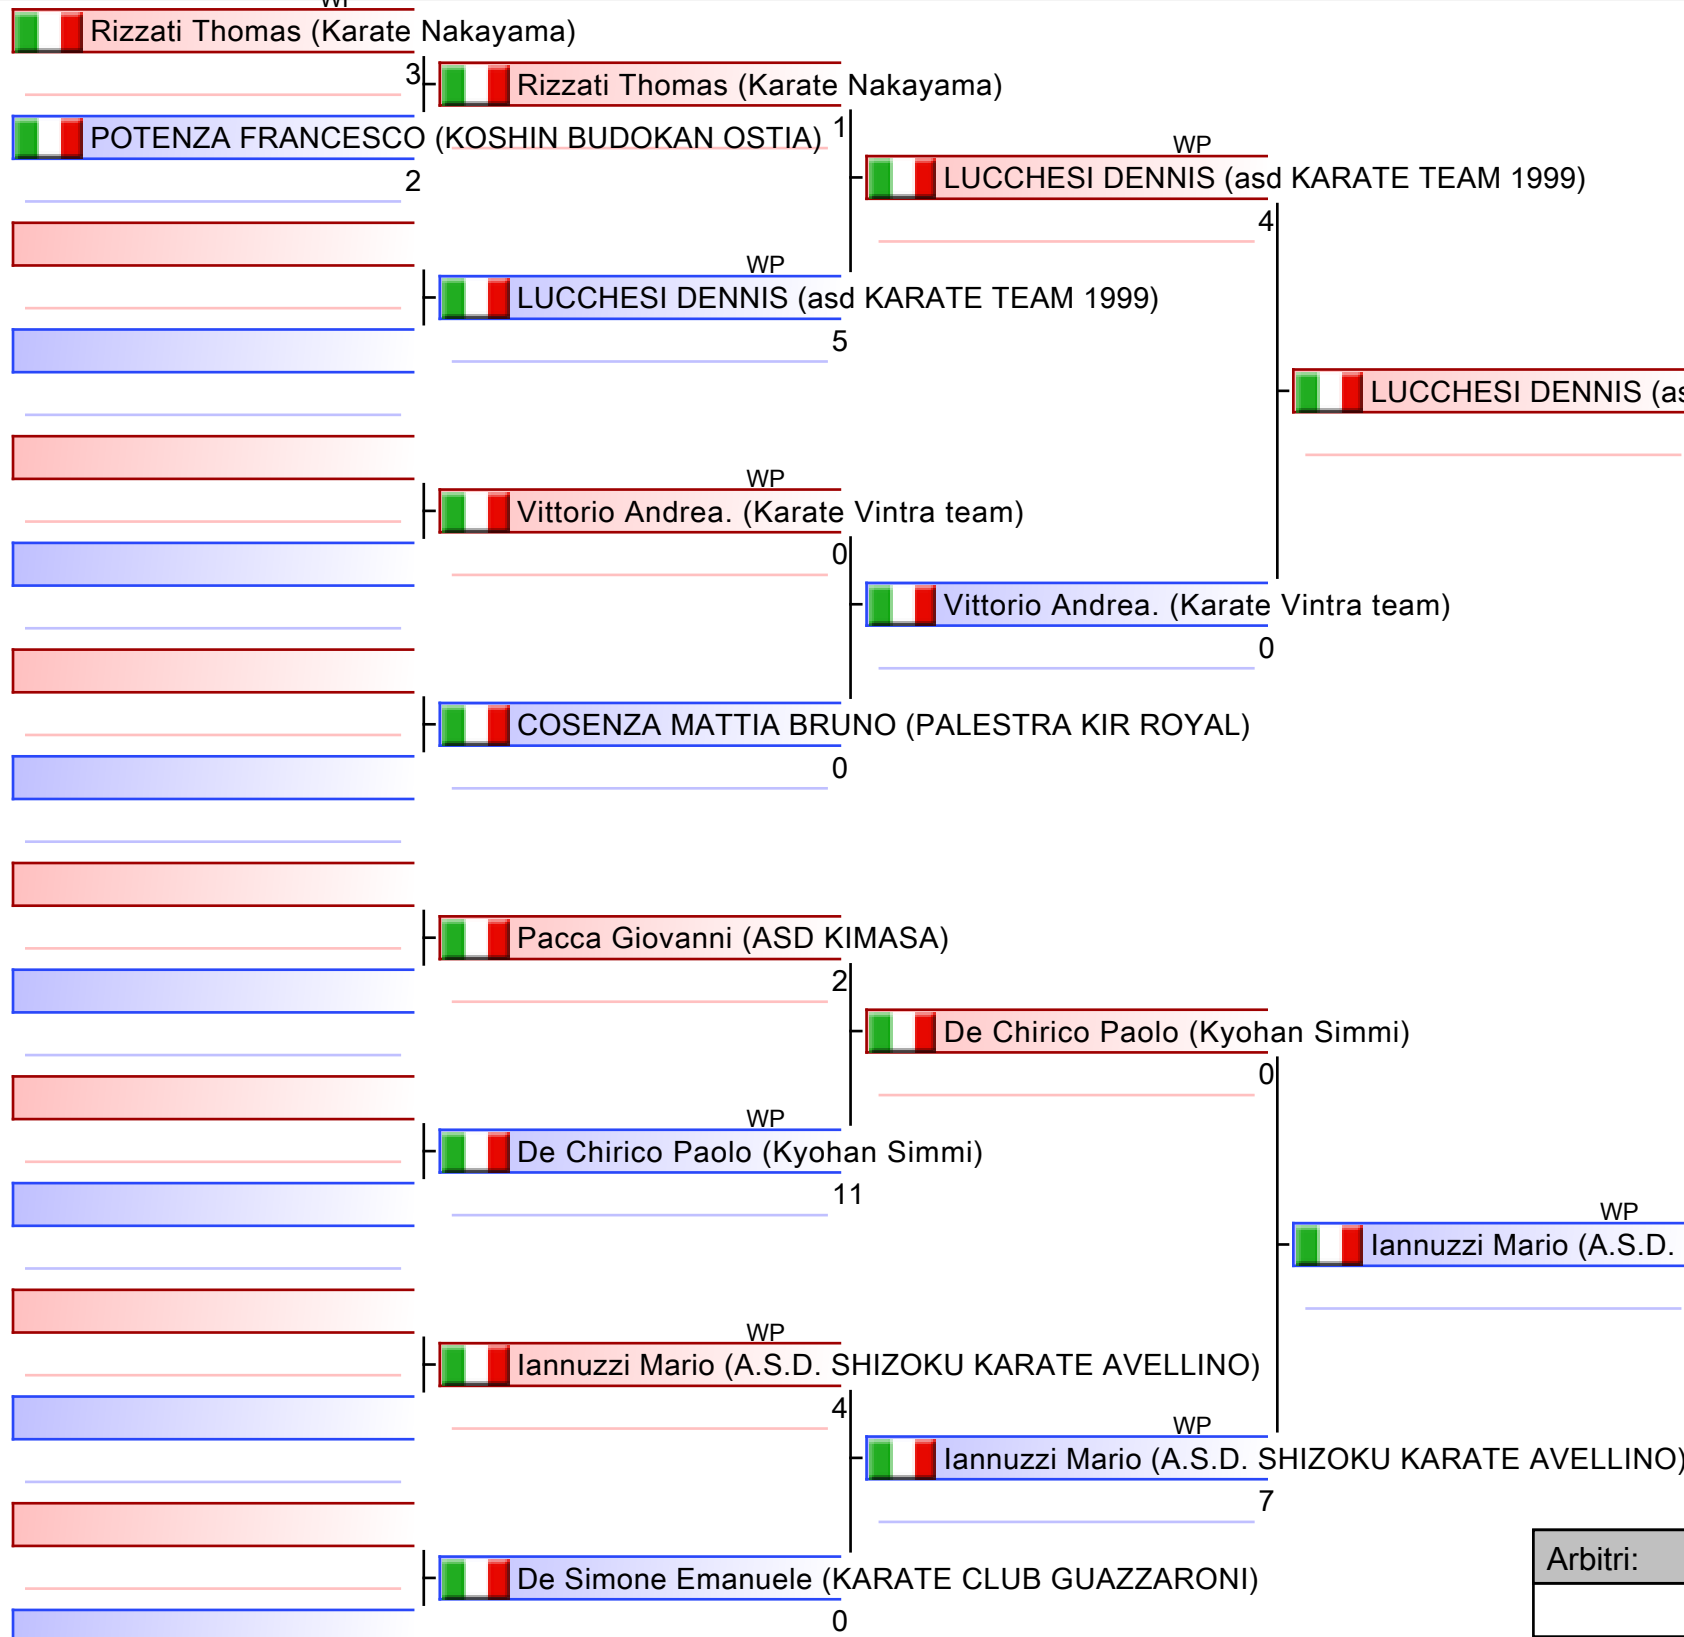 WP
Rizzati Thomas (Karate Nakayama)
3
Rizzati Thomas (Karate Nakayama)
1
POTENZA FRANCESCO (KOSHIN BUDOKAN OSTIA)
2
WP
LUCCHESI DENNIS (asd KARATE TEAM 1999)
4
WP
LUCCHESI DENNIS (asd KARATE TEAM 1999)
5
LUCCHESI DENNIS (as
WP
Vittorio Andrea. (Karate Vintra team)
0
Vittorio Andrea. (Karate Vintra team)
0
COSENZA MATTIA BRUNO (PALESTRA KIR ROYAL)
0
Pacca Giovanni (ASD KIMASA)
2
De Chirico Paolo (Kyohan Simmi)
0
WP
De Chirico Paolo (Kyohan Simmi)
11
WP
Iannuzzi Mario (A.S.D.
WP
Iannuzzi Mario (A.S.D. SHIZOKU KARATE AVELLINO)
4
WP
Iannuzzi Mario (A.S.D. SHIZOKU KARATE AVELLINO)
7
De Simone Emanuele (KARATE CLUB GUAZZARONI)
0
Arbitri: